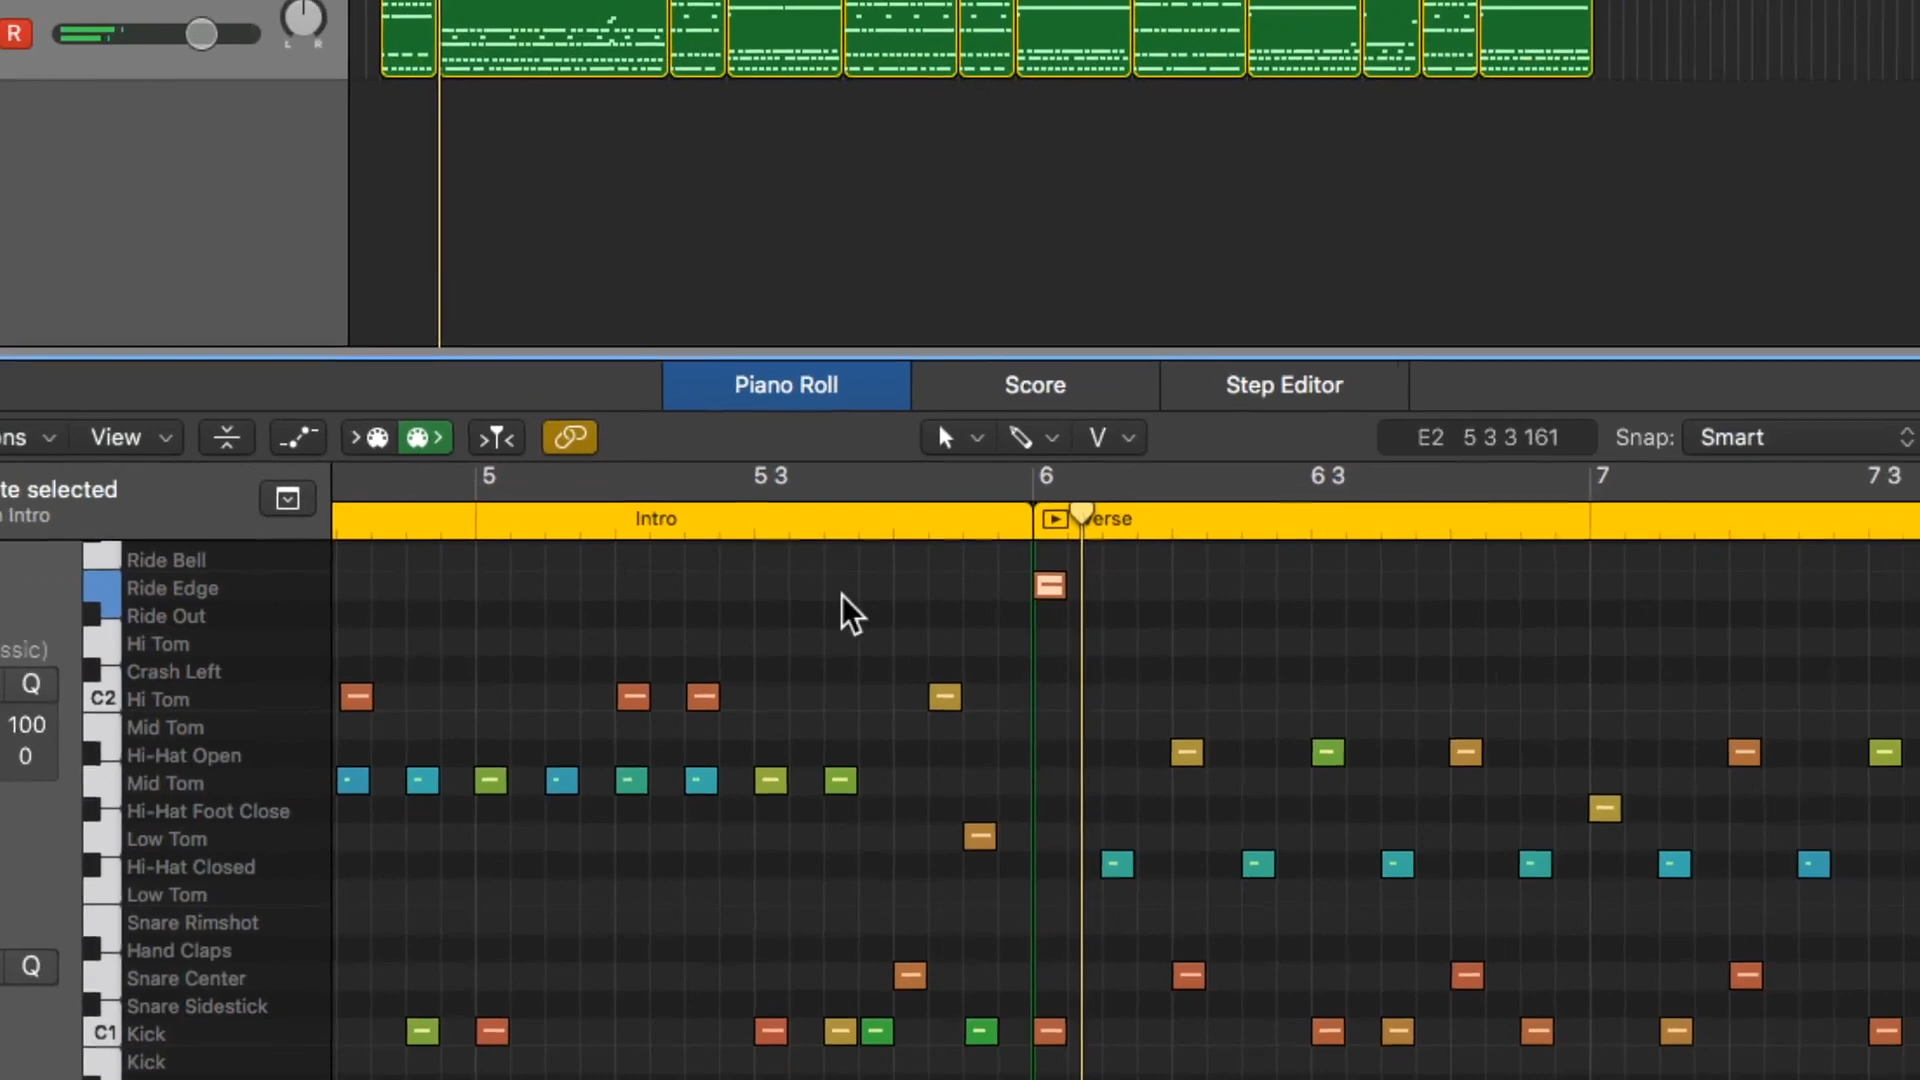 R
L R
Piano Roll Score Step Editor
ns View V E2 5 3 3 161 Snap: Smart
te selected 5 5 3 6 6 3 7 7 3
Intro Intro erse
Ride Bell
Ride Edge
Ride Out
Hi Tom
ssic)
Crash Left
Q
C2 Hi Tom
100 Mid Tom
0 Hi-Hat Open
Mid Tom
Hi-Hat Foot Close
Low Tom
Hi-Hat Closed
Low Tom
Snare Rimshot
Hand Claps
Q
Snare Center
Snare Sidestick
C1 Kick
Kick